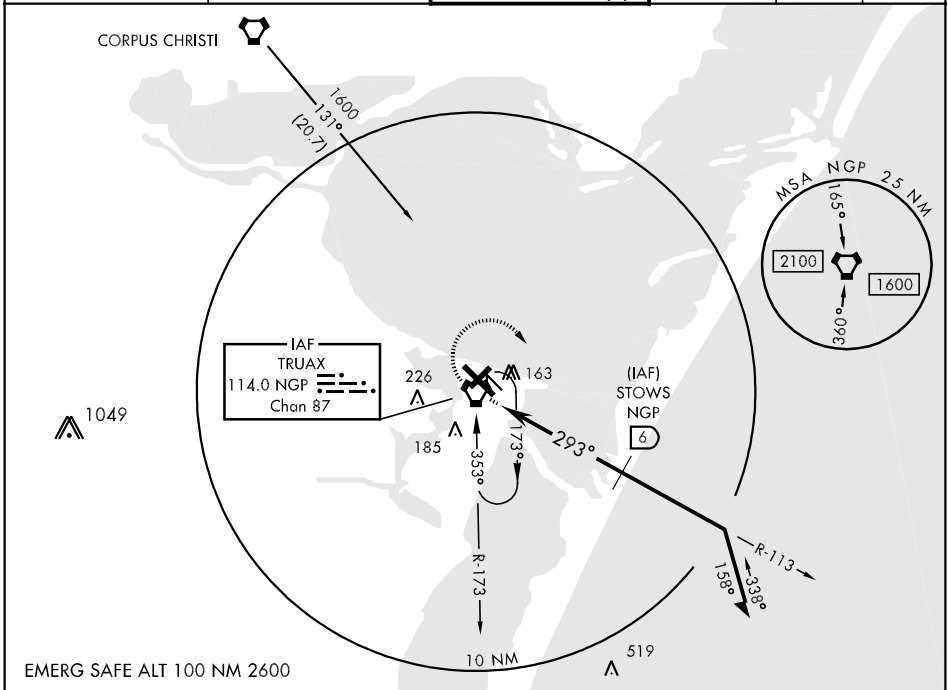 CORPUS CHRISTI
1600
131°
(20.7)
MSA NGP 25 NM
165°
2100
1600
360°
IAF
TRUAX
114.0 NGP
Chan 87
226
163
185
1049
(IAF)
STOWS
NGP
6
293°
173°
353°
R-173
R-113
158°
338°
10 NM
519
EMERG SAFE ALT 100 NM 2600